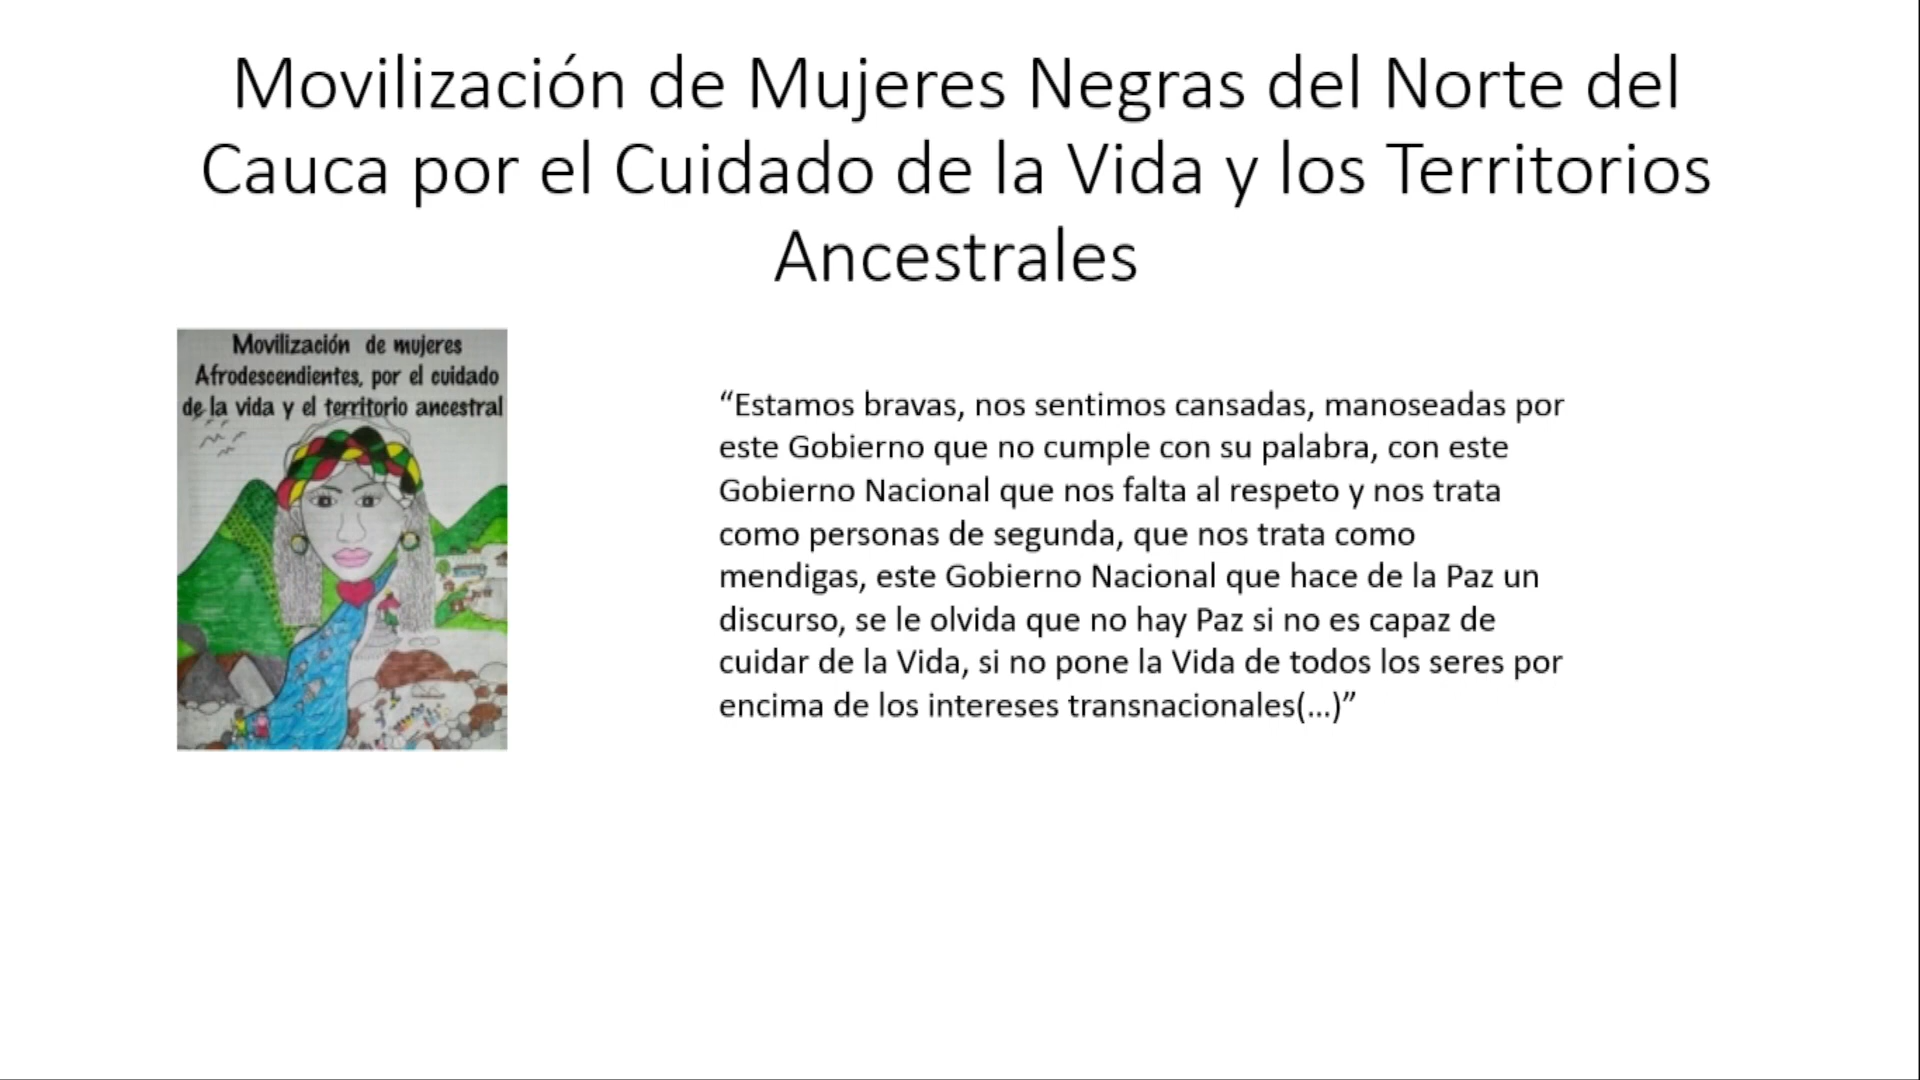 Movilización de Mujeres Negras del Norte del
Cauca por el Cuidado de la Vida y los Territorios
Ancestrales
Movilización de mujeres
Afrodescendientes, por el cuidado
de la vida y el territorio ancestral
“Estamos bravas, nos sentimos cansadas, manoseadas por
este Gobierno que no cumple con su palabra, con este
Gobierno Nacional que nos falta al respeto y nos trata
como personas de segunda, que nos trata como
mendigas, este Gobierno Nacional que hace de la Paz un
discurso, se le olvida que no hay Paz si no es capaz de
cuidar de la Vida, si no pone la Vida de todos los seres por
encima de los intereses transnacionales(...)”